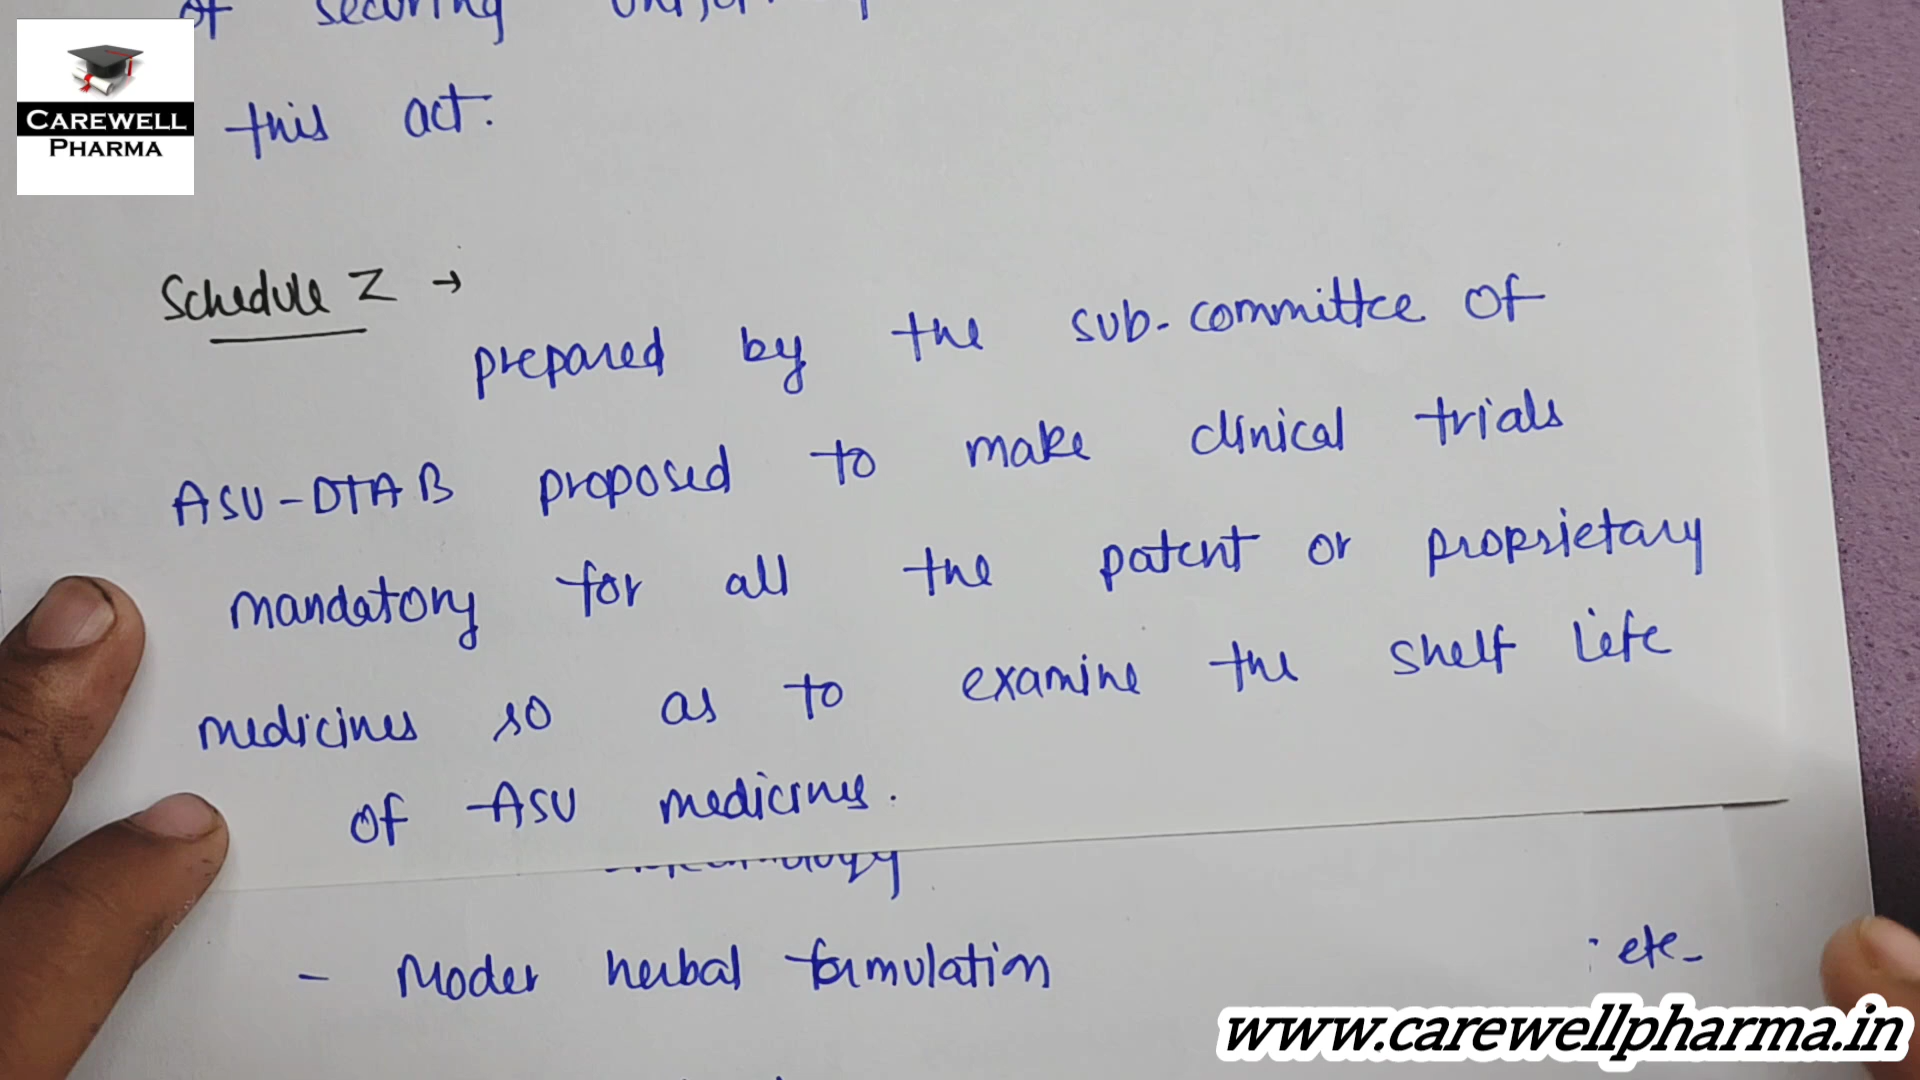 of securing
CAREWELL
PHARMA
this act.
Schedule Z →
prepared by the sub-committee of
ASU-DTAB proposed to make clinical trials
mandatory for all the patent or proprietary
medicines so as to examine the shelf life
of ASU medicines.
- Moder herbal formulation etc-
www.carewellpharma.in